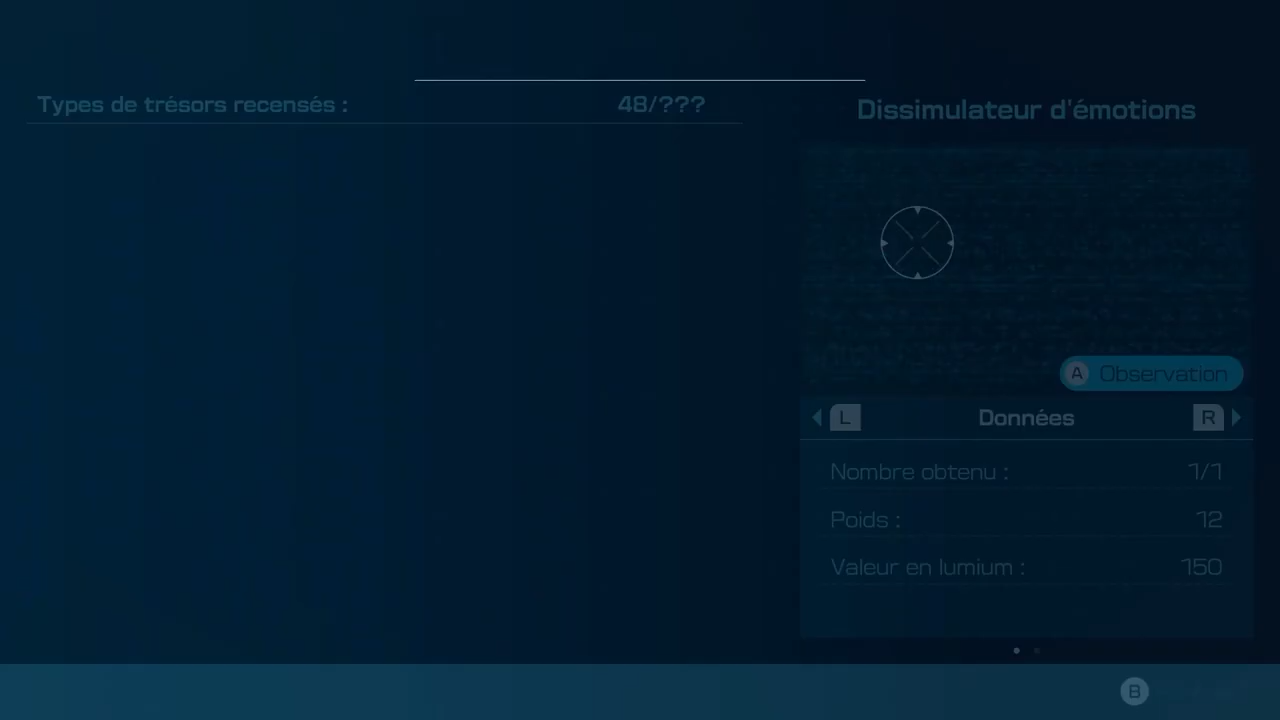 Types de trésors recensés : 48/???
Dissimulateur d'émotions
A Observation
L Données R
Nombre obtenu : 1/1
Poids : 12
Valeur en lumium : 150
B